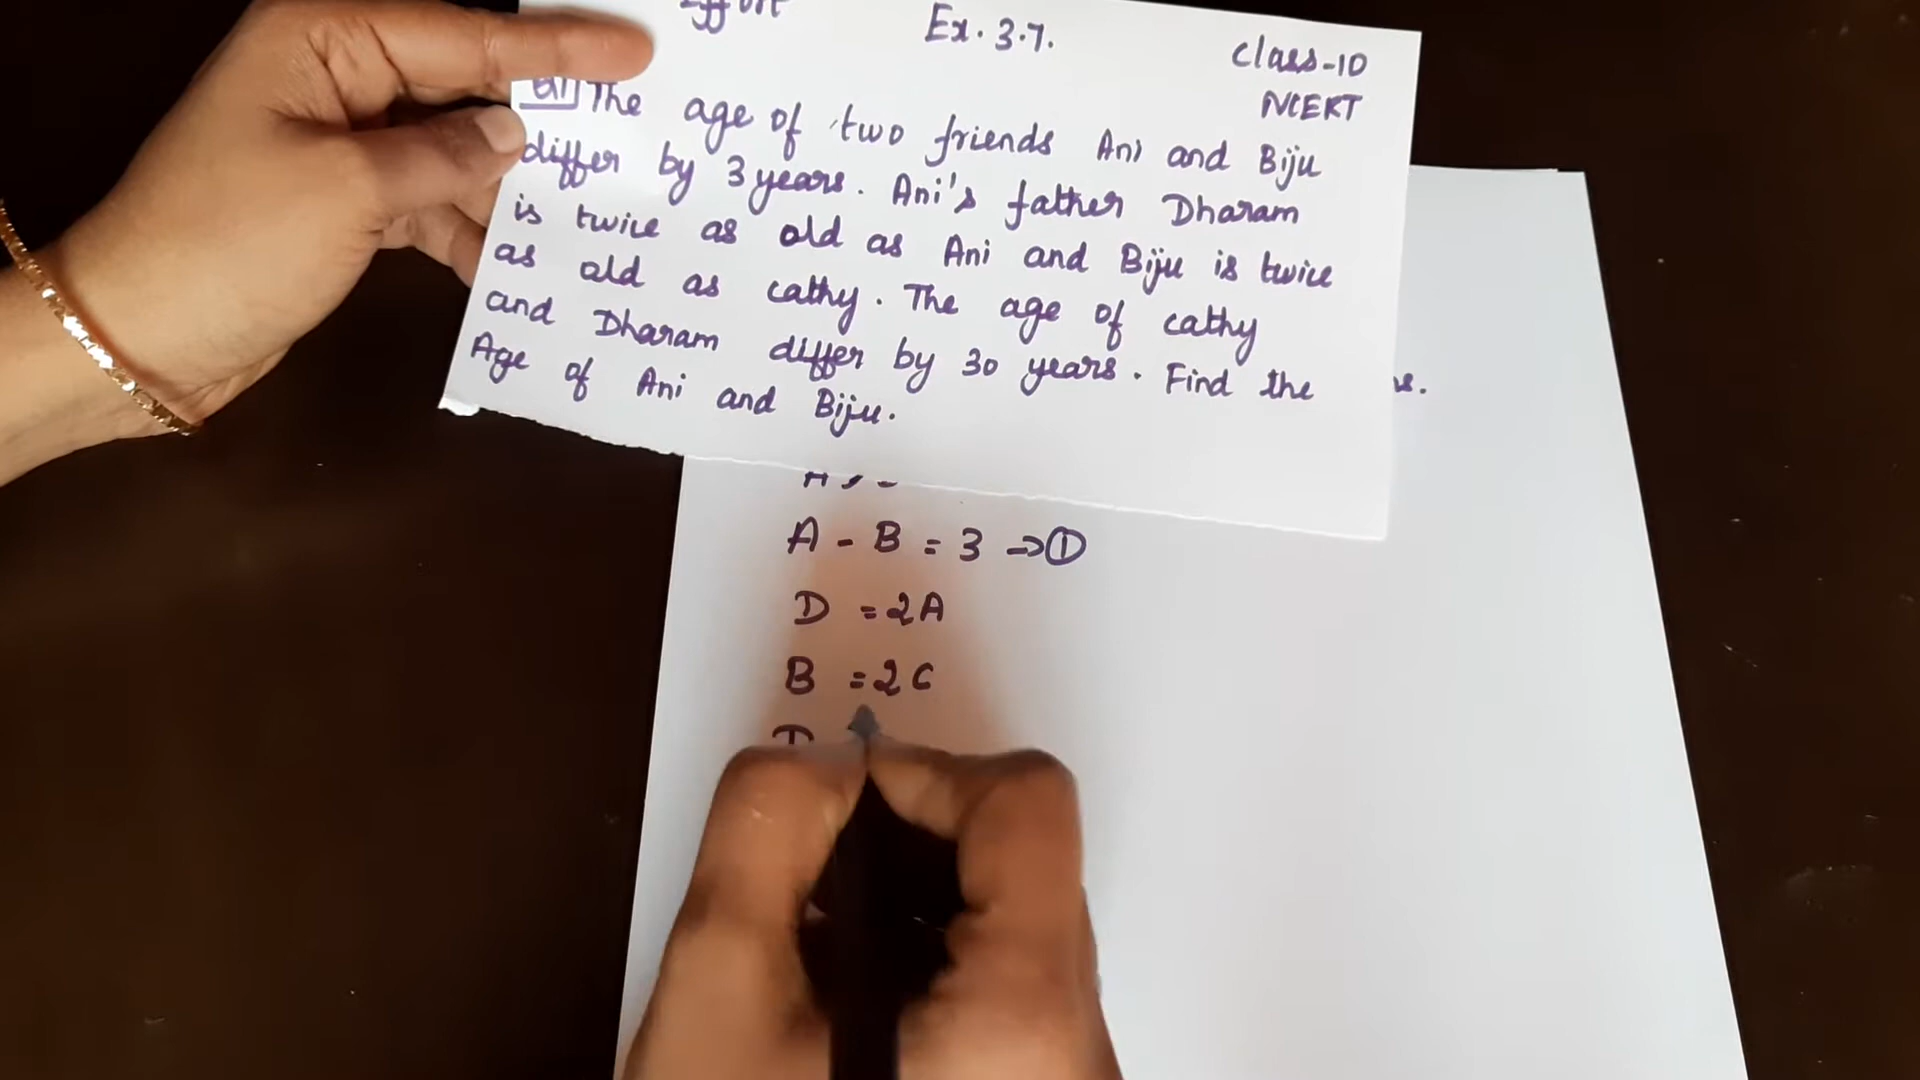 Ex. 3.7.
Class-10
NCERT
The age of two friends Ani and Biju
differ by 3 years. Ani's father Dharam
is twice as old as Ani and Biju is twice
as old as cathy. The age of cathy
and Dharam differ by 30 years. Find the
Age of Ani and Biju.
A - B = 3 → ①
D = 2A
B = 2C
D